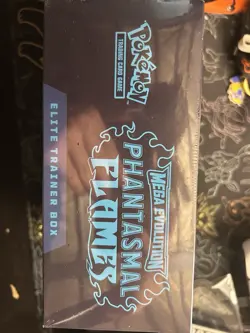 POKÉMON
TRADING CARD GAME
MEGA EVOLUTION
PHANTASMAL
FLAMES
ELITE TRAINER BOX